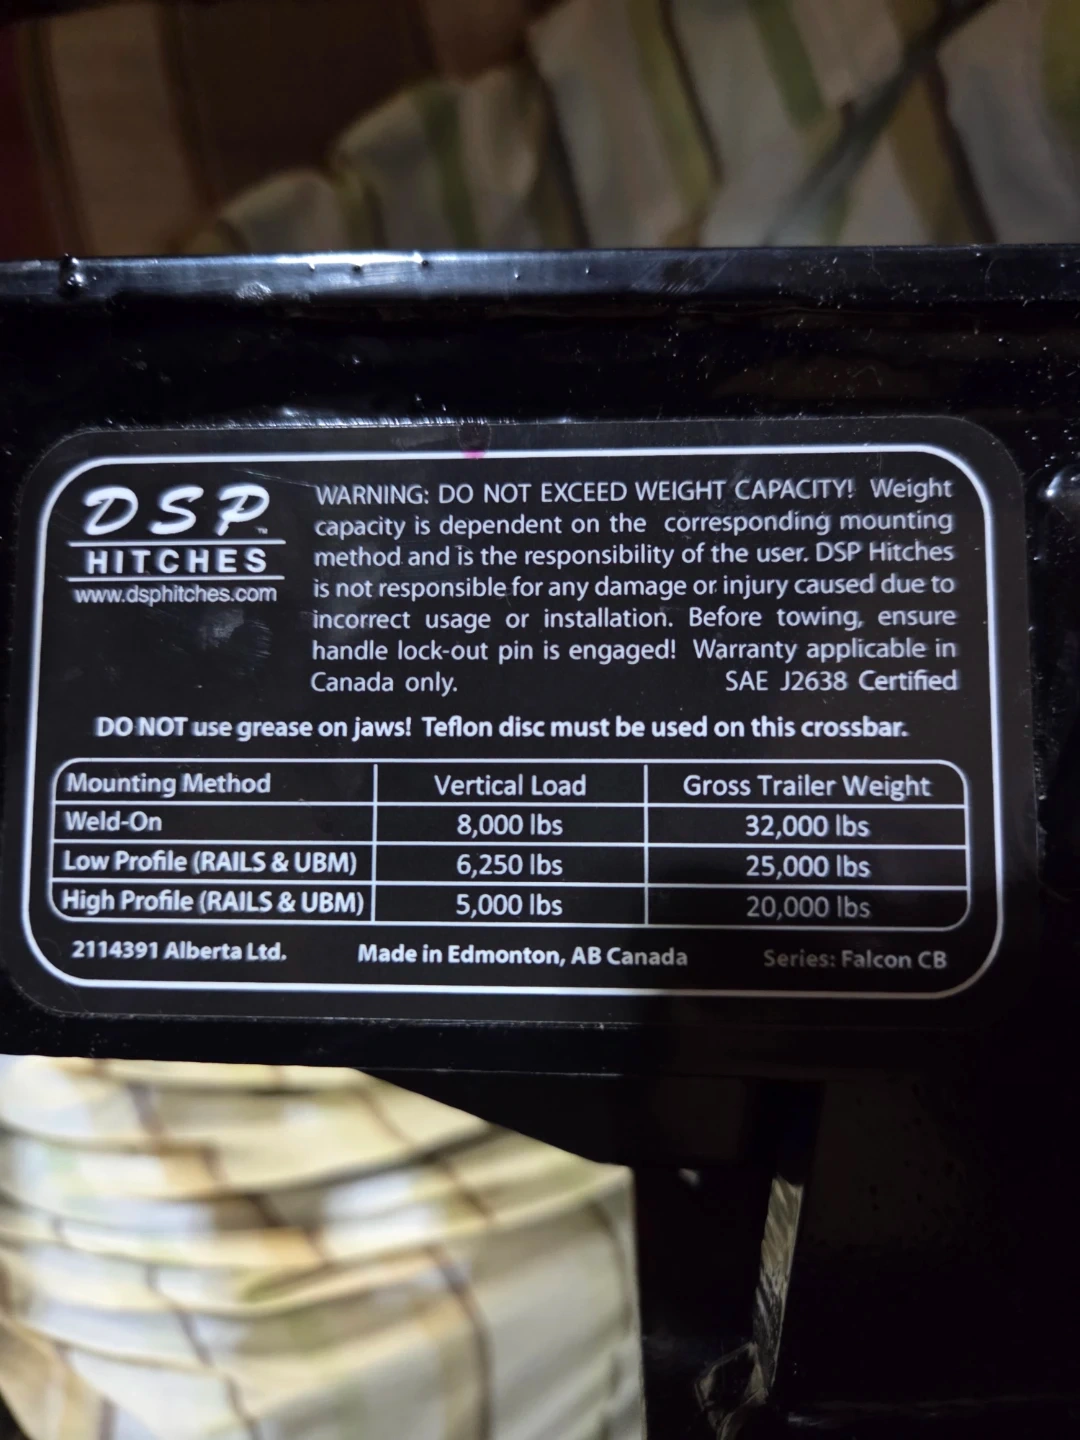 DSP™
HITCHES
www.dsphitches.com
WARNING: DO NOT EXCEED WEIGHT CAPACITY! Weight
capacity is dependent on the corresponding mounting
method and is the responsibility of the user. DSP Hitches
is not responsible for any damage or injury caused due to
incorrect usage or installation. Before towing, ensure
handle lock-out pin is engaged! Warranty applicable in
Canada only. SAE J2638 Certified
DO NOT use grease on jaws! Teflon disc must be used on this crossbar.
Mounting Method Vertical Load Gross Trailer Weight
Weld-On 8,000 lbs 32,000 lbs
Low Profile (RAILS & UBM) 6,250 lbs 25,000 lbs
High Profile (RAILS & UBM) 5,000 lbs 20,000 lbs
2114391 Alberta Ltd. Made in Edmonton, AB Canada Series: Falcon CB